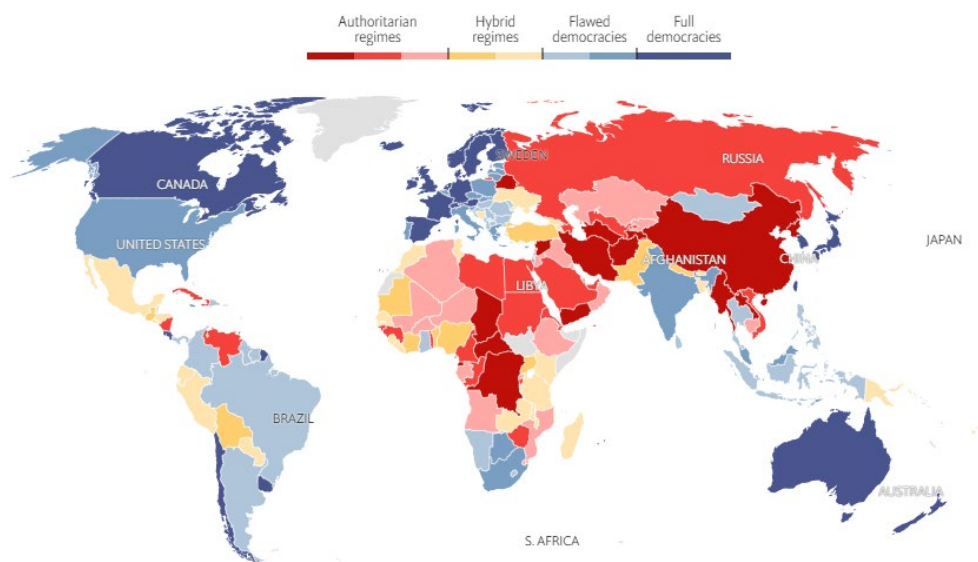 Authoritarian
regimes
Hybrid
regimes
Flawed
democracies
Full
democracies
SWEDEN
RUSSIA
CANADA
UNITED STATES
JAPAN
AFGHANISTAN
CHINA
LIBYA
BRAZIL
AUSTRALIA
S. AFRICA